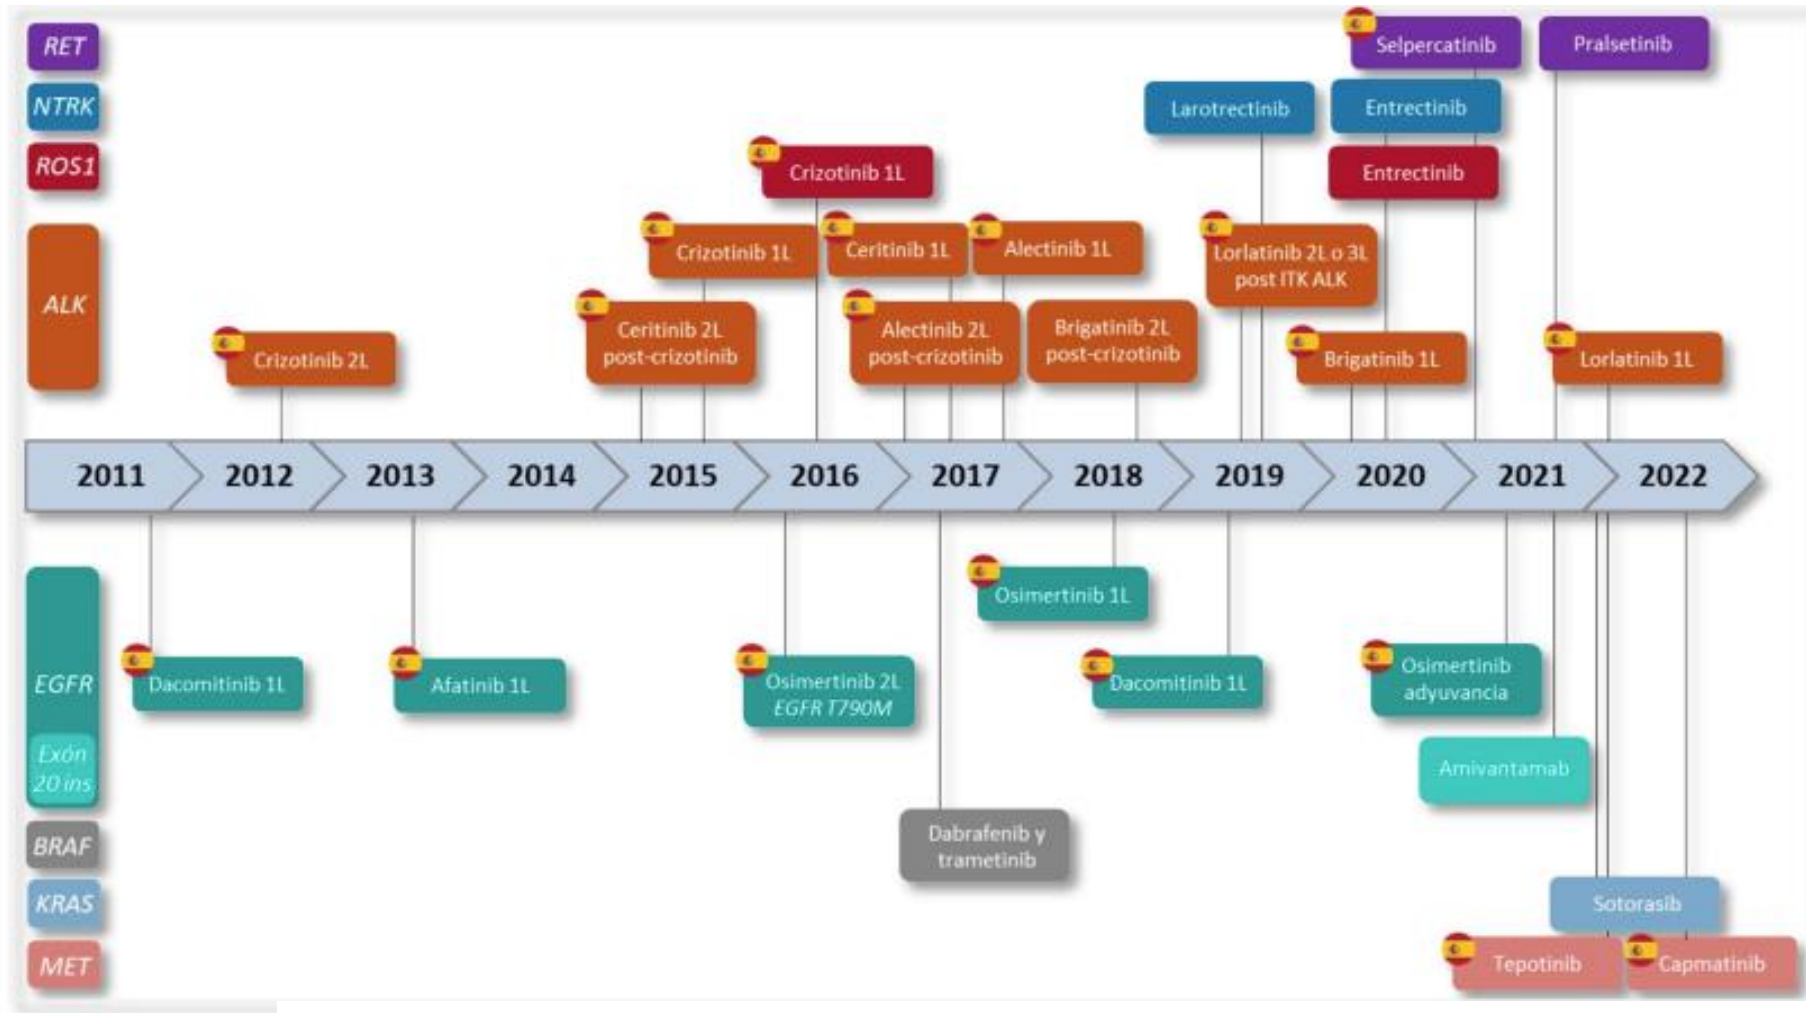 RET
Selpercatinib
Pralsetinib
NTRK
Larotrectinib
Entrectinib
ROS1
Crizotinib 1L
Entrectinib
ALK
Crizotinib 1L
Ceritinib 1L
Alectinib 1L
Lorlatinib 2L o 3L
post ITK ALK
Crizotinib 2L
Ceritinib 2L
post-crizotinib
Alectinib 2L
post-crizotinib
Brigatinib 2L
post-crizotinib
Brigatinib 1L
Lorlatinib 1L
2011 2012 2013 2014 2015 2016 2017 2018 2019 2020 2021 2022
EGFR
Osimertinib 1L
Dacomitinib 1L
Afatinib 1L
Osimertinib 2L
EGFR T790M
Dacomitinib 1L
Osimertinib
adyuvancia
Exón
20 ins
Amivantamab
BRAF
Dabrafenib y
trametinib
KRAS
Sotorasib
MET
Tepotinib
Capmatinib